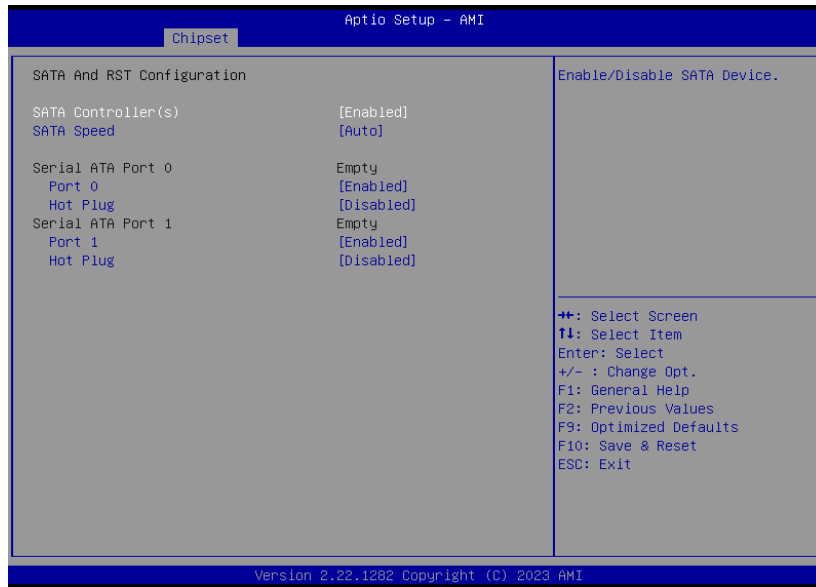 Aptio Setup – AMI
Chipset
SATA And RST Configuration
SATA Controller(s) [Enabled]
SATA Speed [Auto]
Serial ATA Port 0 Empty
Port 0 [Enabled]
Hot Plug [Disabled]
Serial ATA Port 1 Empty
Port 1 [Enabled]
Hot Plug [Disabled]
Enable/Disable SATA Device.
→←: Select Screen
↑↓: Select Item
Enter: Select
+/- : Change Opt.
F1: General Help
F2: Previous Values
F9: Optimized Defaults
F10: Save & Reset
ESC: Exit
Version 2.22.1282 Copyright (C) 2023 AMI